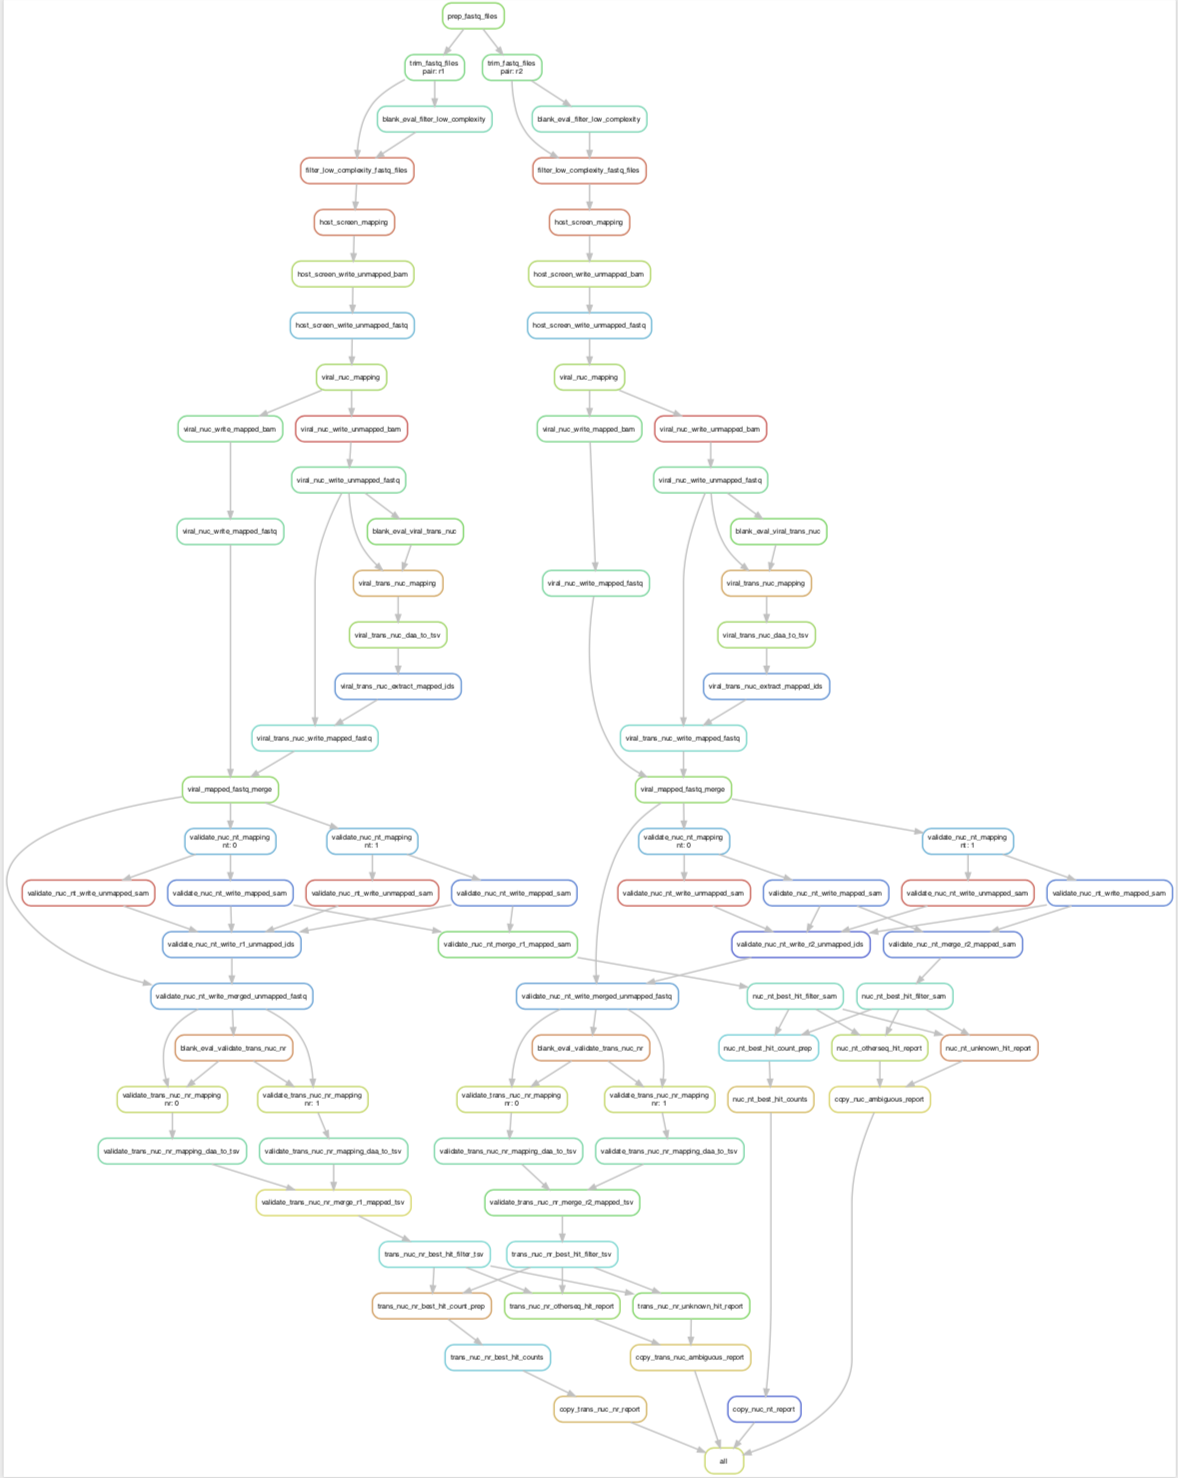 prep_fastq_files
trim_fastq_files
pair: r1
trim_fastq_files
pair: r2
blank_eval_filter_low_complexity
blank_eval_filter_low_complexity
filter_low_complexity_fastq_files
filter_low_complexity_fastq_files
host_screen_mapping
host_screen_mapping
host_screen_write_unmapped_bam
host_screen_write_unmapped_bam
host_screen_write_unmapped_fastq
host_screen_write_unmapped_fastq
viral_nuc_mapping
viral_nuc_mapping
viral_nuc_write_mapped_bam
viral_nuc_write_unmapped_bam
viral_nuc_write_mapped_bam
viral_nuc_write_unmapped_bam
viral_nuc_write_unmapped_fastq
viral_nuc_write_unmapped_fastq
viral_nuc_write_mapped_fastq
blank_eval_viral_trans_nuc
blank_eval_viral_trans_nuc
viral_trans_nuc_mapping
viral_nuc_write_mapped_fastq
viral_trans_nuc_mapping
viral_trans_nuc_daa_to_tsv
viral_trans_nuc_daa_to_tsv
viral_trans_nuc_extract_mapped_ids
viral_trans_nuc_extract_mapped_ids
viral_trans_nuc_write_mapped_fastq
viral_trans_nuc_write_mapped_fastq
viral_mapped_fastq_merge
viral_mapped_fastq_merge
validate_nuc_nt_mapping
nt: 0
validate_nuc_nt_mapping
nt: 1
validate_nuc_nt_mapping
nt: 0
validate_nuc_nt_mapping
nt: 1
validate_nuc_nt_write_unmapped_sam
validate_nuc_nt_write_mapped_sam
validate_nuc_nt_write_unmapped_sam
validate_nuc_nt_write_mapped_sam
validate_nuc_nt_write_unmapped_sam
validate_nuc_nt_write_mapped_sam
validate_nuc_nt_write_unmapped_sam
validate_nuc_nt_write_mapped_sam
validate_nuc_nt_write_r1_unmapped_ids
validate_nuc_nt_merge_r1_mapped_sam
validate_nuc_nt_write_r2_unmapped_ids
validate_nuc_nt_merge_r2_mapped_sam
validate_nuc_nt_write_merged_unmapped_fastq
validate_nuc_nt_write_merged_unmapped_fastq
nuc_nt_best_hit_filter_sam
nuc_nt_best_hit_filter_sam
blank_eval_validate_trans_nuc_nr
blank_eval_validate_trans_nuc_nr
nuc_nt_best_hit_count_prep
nuc_nt_otherseq_hit_report
nuc_nt_unknown_hit_report
validate_trans_nuc_nr_mapping
nr: 0
validate_trans_nuc_nr_mapping
nr: 1
validate_trans_nuc_nr_mapping
nr: 0
validate_trans_nuc_nr_mapping
nr: 1
nuc_nt_best_hit_counts
copy_nuc_ambiguous_report
validate_trans_nuc_nr_mapping_daa_to_tsv
validate_trans_nuc_nr_mapping_daa_to_tsv
validate_trans_nuc_nr_mapping_daa_to_tsv
validate_trans_nuc_nr_mapping_daa_to_tsv
validate_trans_nuc_nr_merge_r1_mapped_tsv
validate_trans_nuc_nr_merge_r2_mapped_tsv
trans_nuc_nr_best_hit_filter_tsv
trans_nuc_nr_best_hit_filter_tsv
trans_nuc_nr_best_hit_count_prep
trans_nuc_nr_otherseq_hit_report
trans_nuc_nr_unknown_hit_report
trans_nuc_nr_best_hit_counts
copy_trans_nuc_ambiguous_report
copy_trans_nuc_nr_report
copy_nuc_nt_report
all